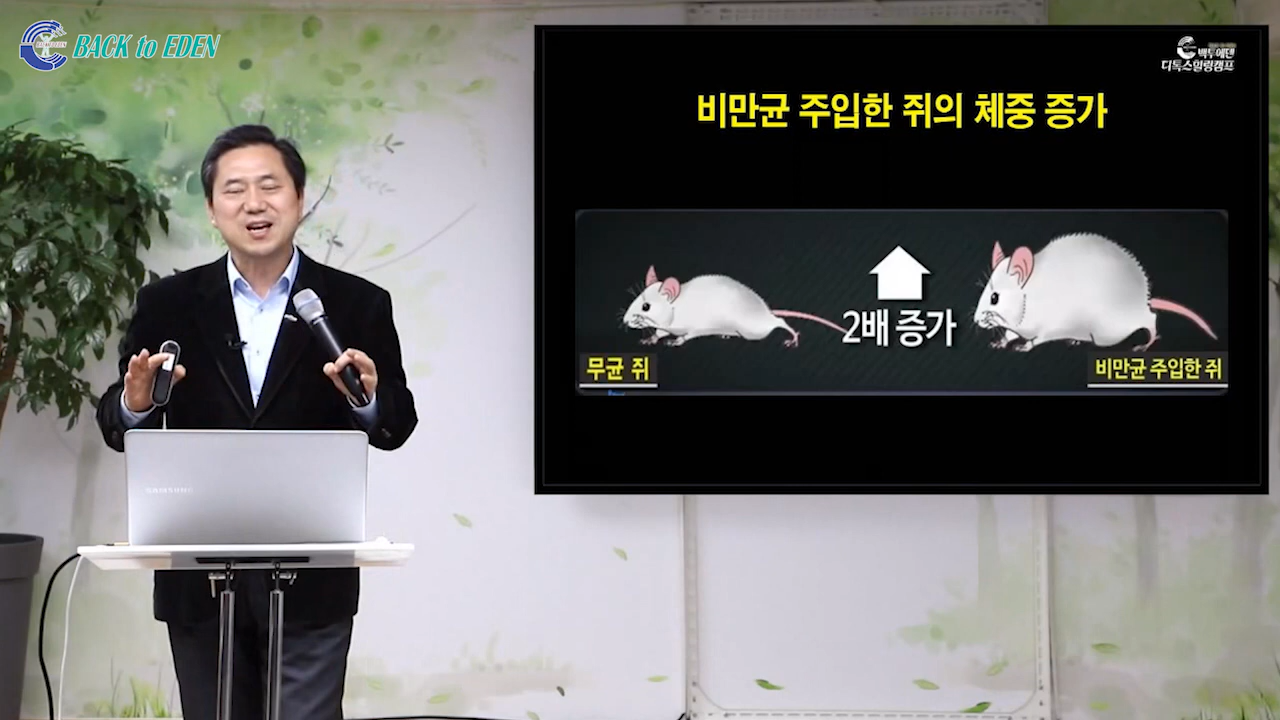 BACK to EDEN
백투에덴
디톡스힐링캠프
비만균 주입한 쥐의 체중 증가
2배 증가
무균 쥐
비만균 주입한 쥐